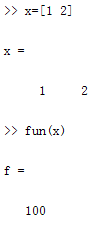 >> x=[1 2]
x =
1 2
>> fun(x)
f =
100